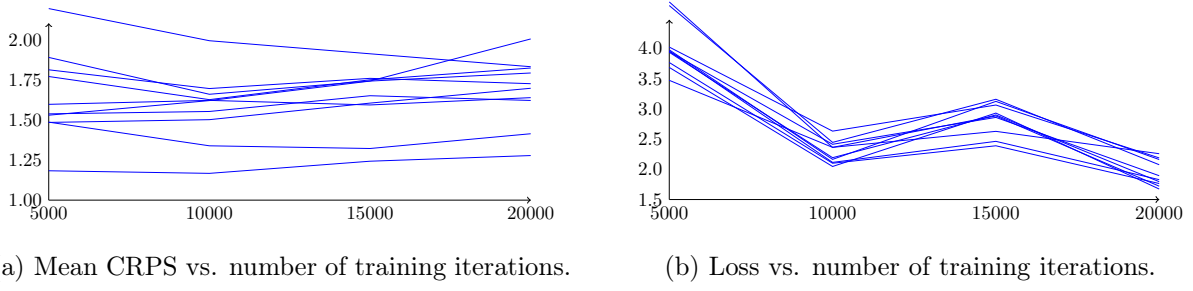 2.00
1.75
1.50
1.25
1.00
5000 10000 15000 20000
4.0
3.5
3.0
2.5
2.0
1.5
5000 10000 15000 20000
a) Mean CRPS vs. number of training iterations.
(b) Loss vs. number of training iterations.